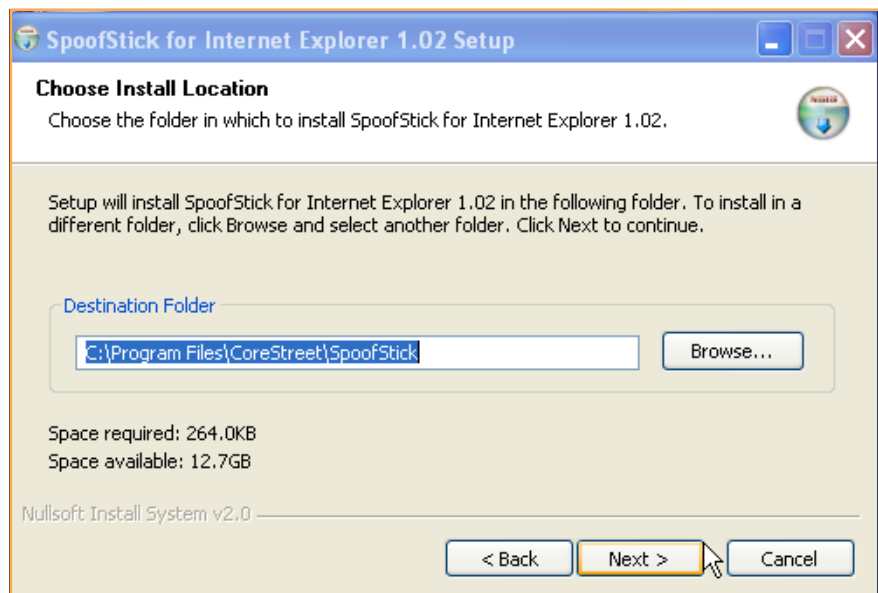 SpoofStick for Internet Explorer 1.02 Setup
Choose Install Location
Choose the folder in which to install SpoofStick for Internet Explorer 1.02.
Setup will install SpoofStick for Internet Explorer 1.02 in the following folder. To install in a
different folder, click Browse and select another folder. Click Next to continue.
Destination Folder
C:\Program Files\CoreStreet\SpoofStick
Browse...
Space required: 264.0KB
Space available: 12.7GB
Nullsoft Install System v2.0
< Back
Next >
Cancel